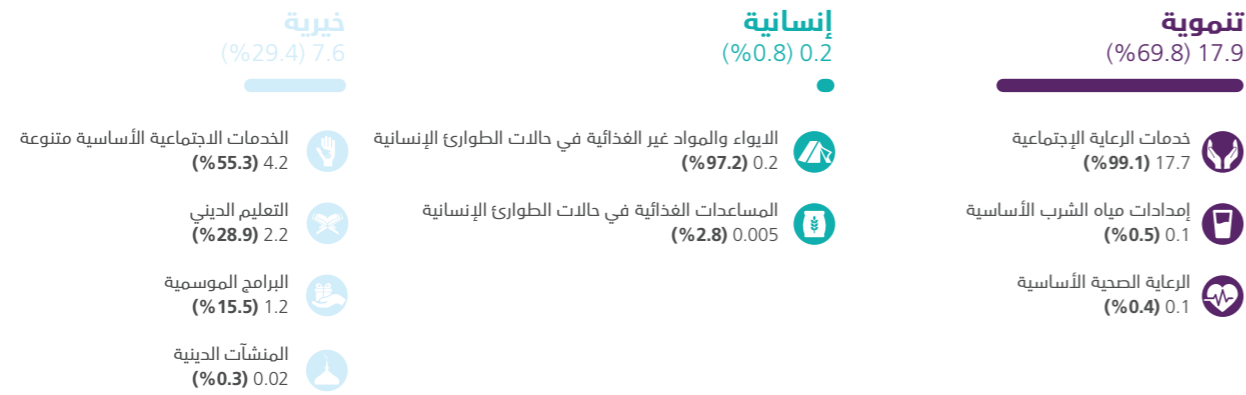 تنموية
17.9 (%69.8)
خدمات الرعاية الإجتماعية
17.7 (%99.1)
إمدادات مياه الشرب الأساسية
0.1 (%0.5)
الرعاية الصحية الأساسية
0.1 (%0.4)
إنسانية
0.2 (%0.8)
الايواء والمواد غير الغذائية في حالات الطوارئ الإنسانية
0.2 (%97.2)
المساعدات الغذائية في حالات الطوارئ الإنسانية
0.005 (%2.8)
خيرية
7.6 (%29.4)
الخدمات الاجتماعية الأساسية متنوعة
4.2 (%55.3)
التعليم الديني
2.2 (%28.9)
البرامج الموسمية
1.2 (%15.5)
المنشآت الدينية
0.02 (%0.3)